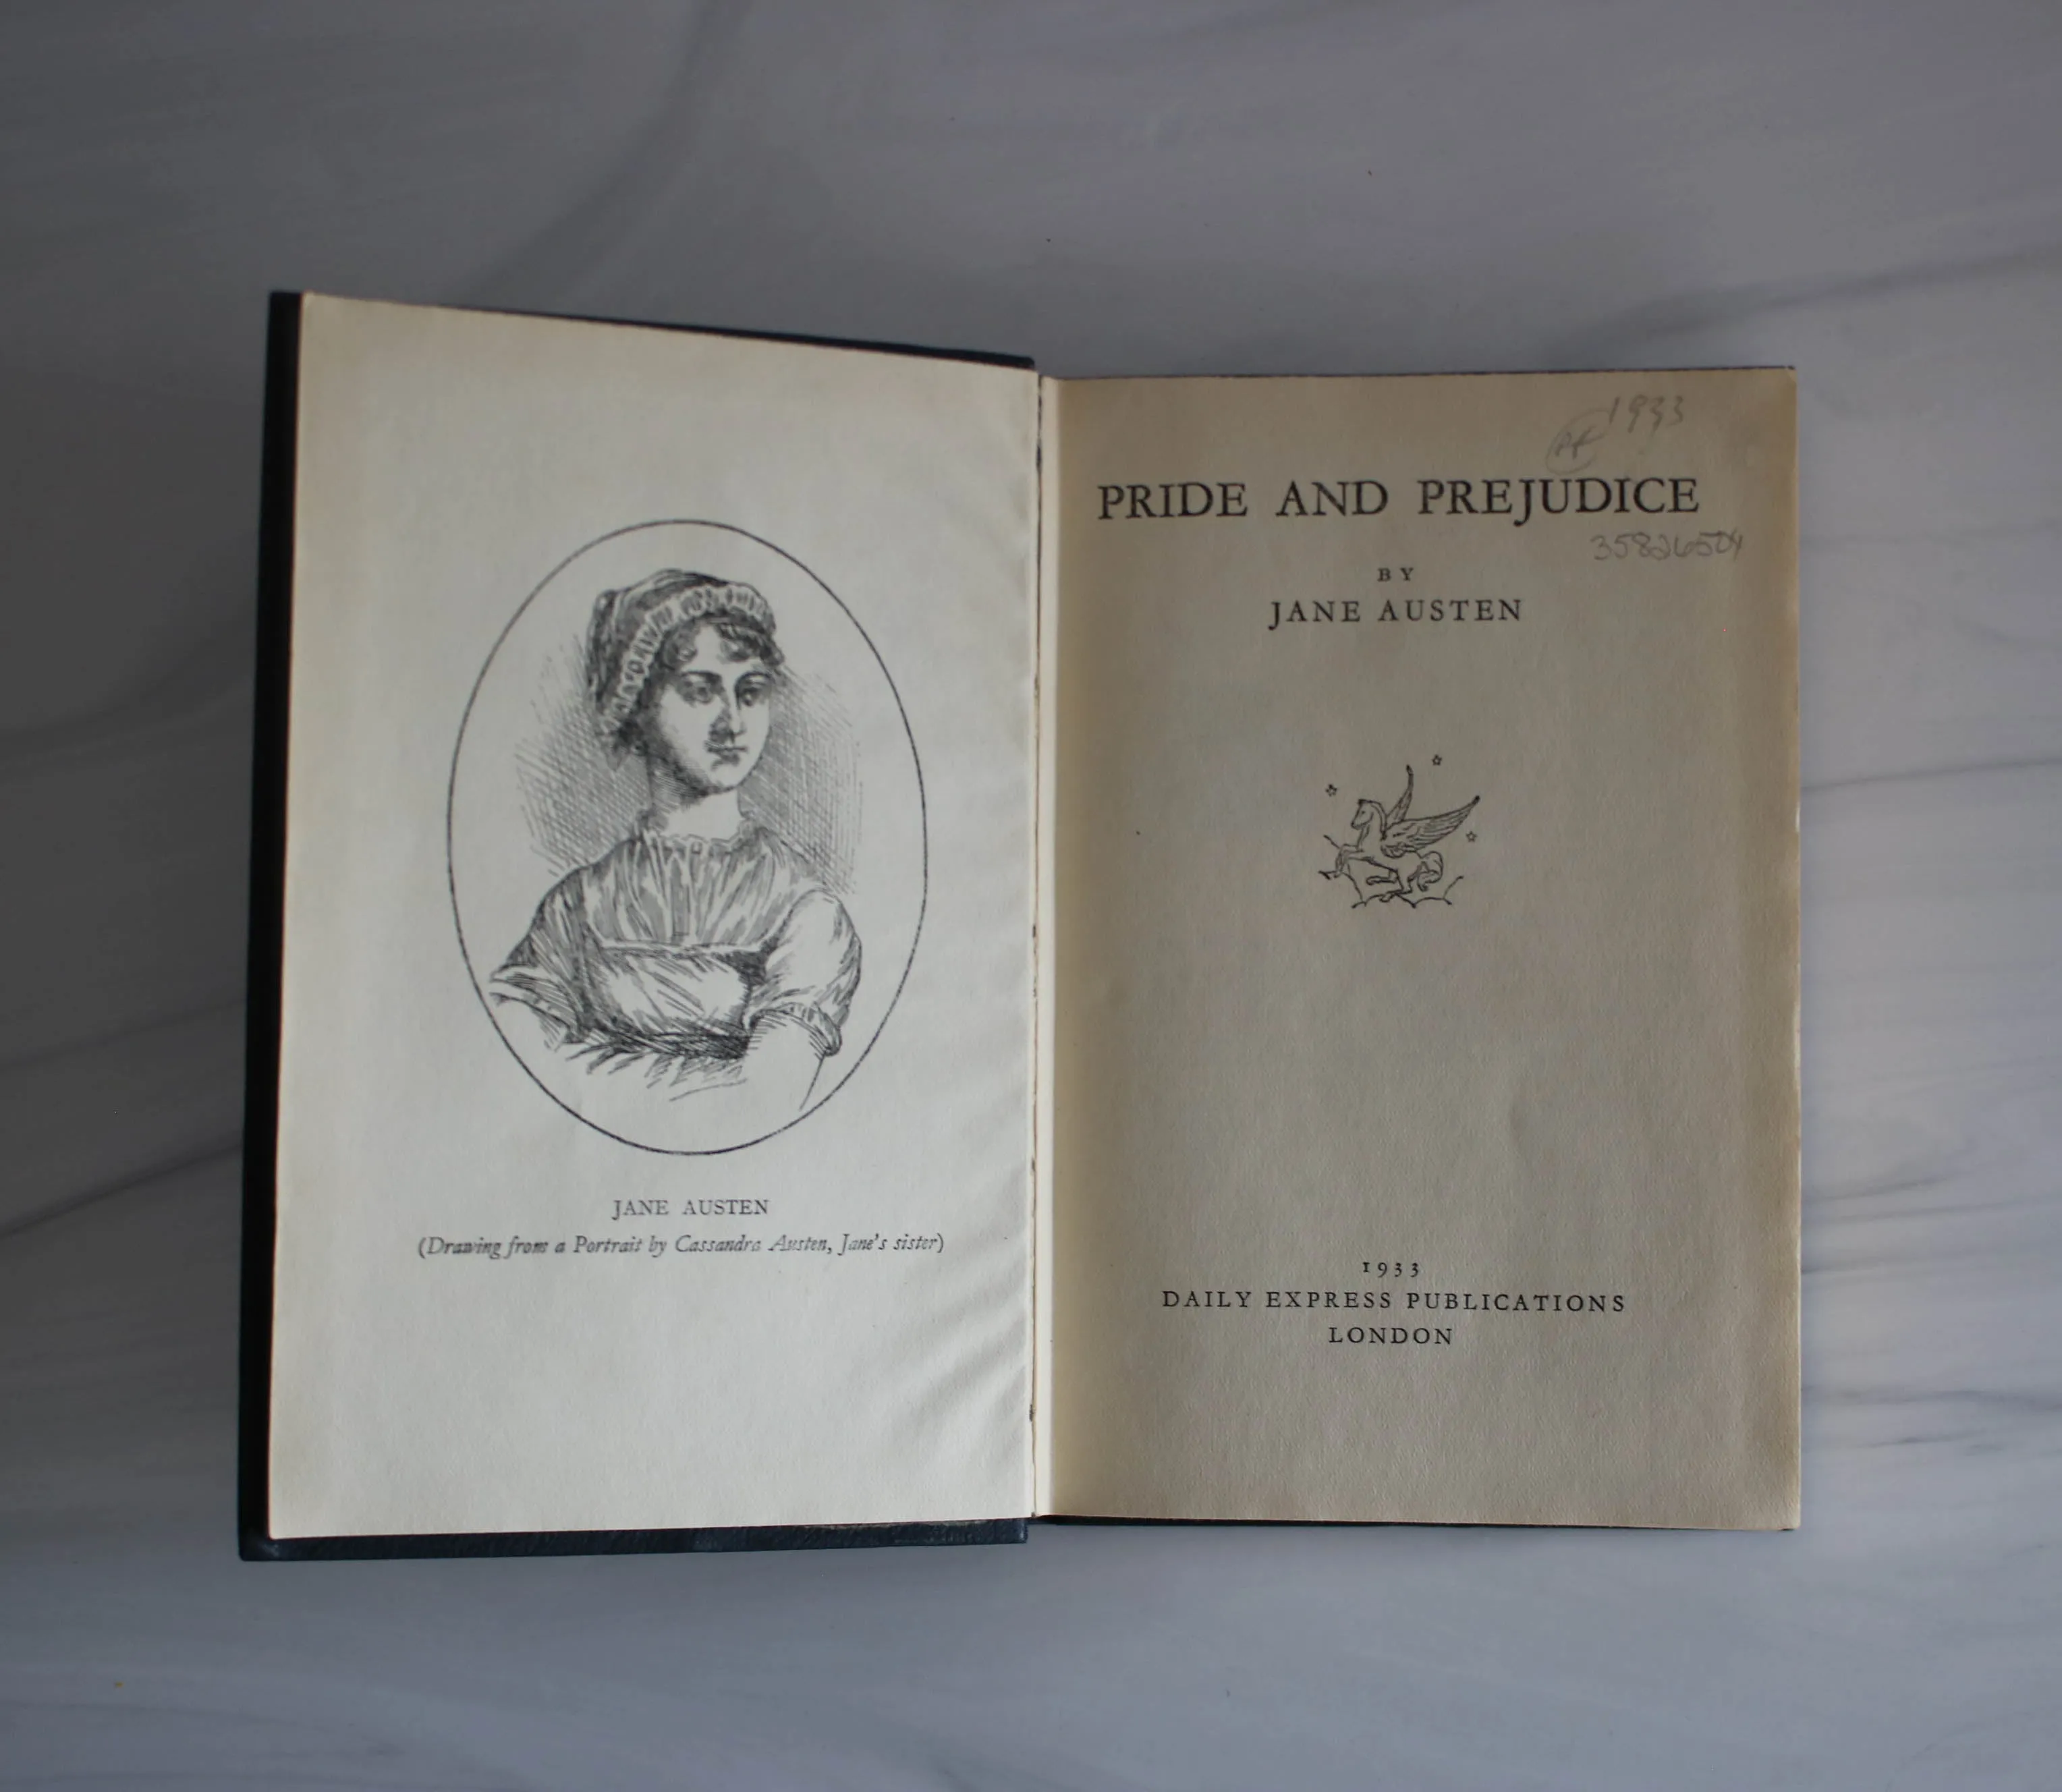 JANE AUSTEN
(Drawing from a Portrait by Cassandra Austen, Jane's sister)
1933
PRIDE AND PREJUDICE
35826504
BY
JANE AUSTEN
1933
DAILY EXPRESS PUBLICATIONS
LONDON